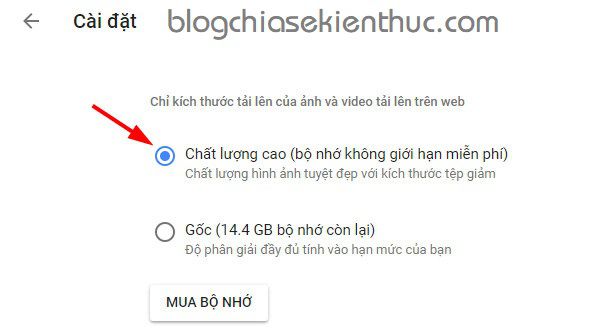 Cài đặt
blogchiasekienthuc.com
Chỉ kích thước tải lên của ảnh và video tải lên trên web
Chất lượng cao (bộ nhớ không giới hạn miễn phí)
Chất lượng hình ảnh tuyệt đẹp với kích thước tệp giảm
Gốc (14.4 GB bộ nhớ còn lại)
Độ phân giải đầy đủ tính vào hạn mức của bạn
MUA BỘ NHỚ